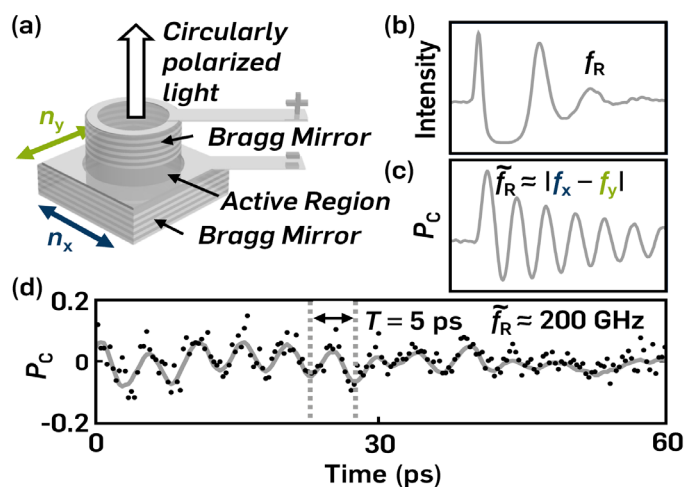 (a)
Circularly
polarized
light
n_y
+
Bragg Mirror
-
Active Region
n_x
Bragg Mirror
(b)
Intensity
f_R
(c)
P_C
f̃_R ≈ |f_x − f_y|
(d)
P_C
0.2
0
-0.2
T = 5 ps
f̃_R ≈ 200 GHz
0
30
60
Time (ps)